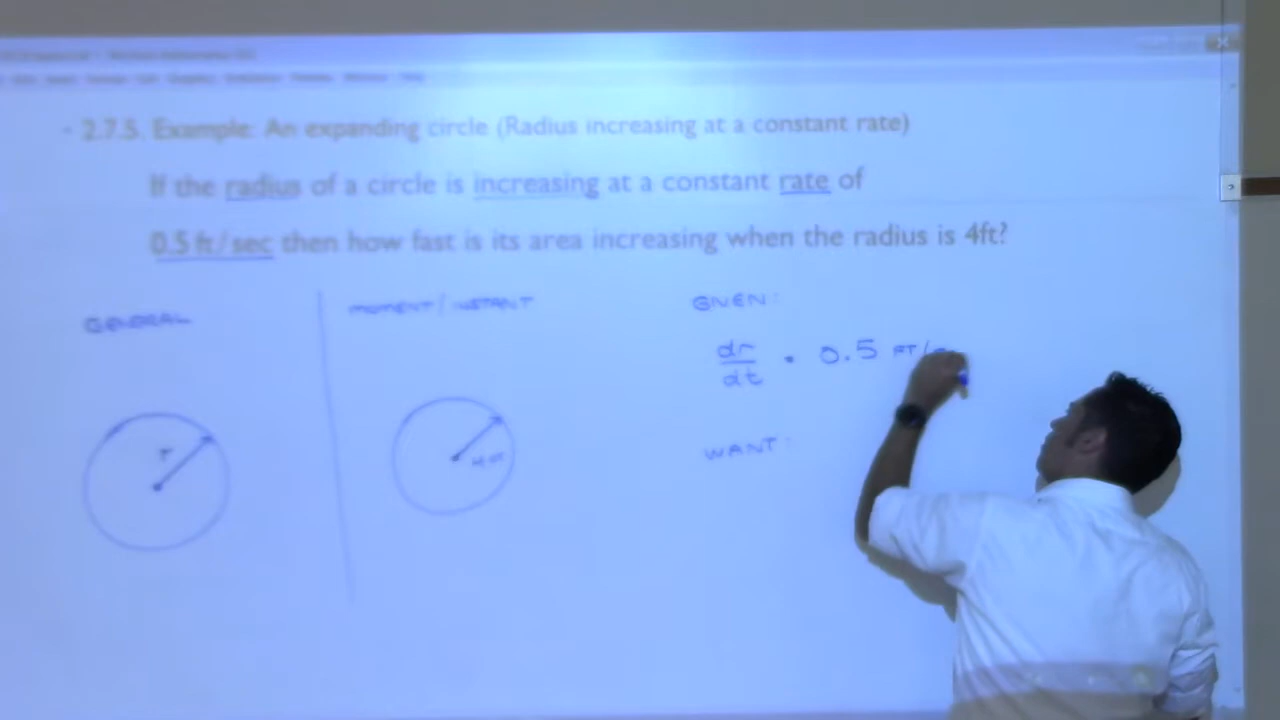 2.7.5. Example: An expanding circle (Radius increasing at a constant rate)
If the radius of a circle is increasing at a constant rate of
0.5 ft/sec then how fast is its area increasing when the radius is 4ft?
GENERAL
MOMENT/INSTANT
GIVEN:
dr/dt = 0.5 FT/
WANT:
r